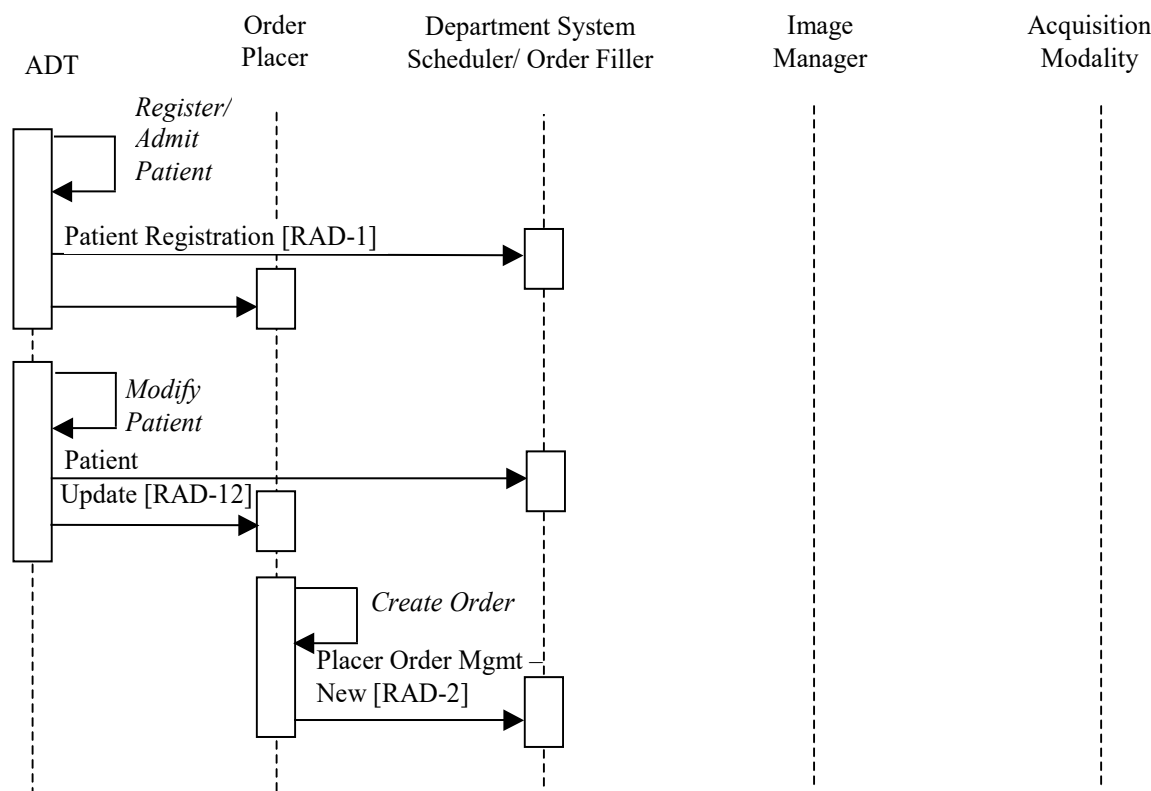 ADT
Order
Placer
Department System
Scheduler/ Order Filler
Image
Manager
Acquisition
Modality
Register/
Admit
Patient
Patient Registration [RAD-1]
Modify
Patient
Patient
Update [RAD-12]
Create Order
Placer Order Mgmt –
New [RAD-2]